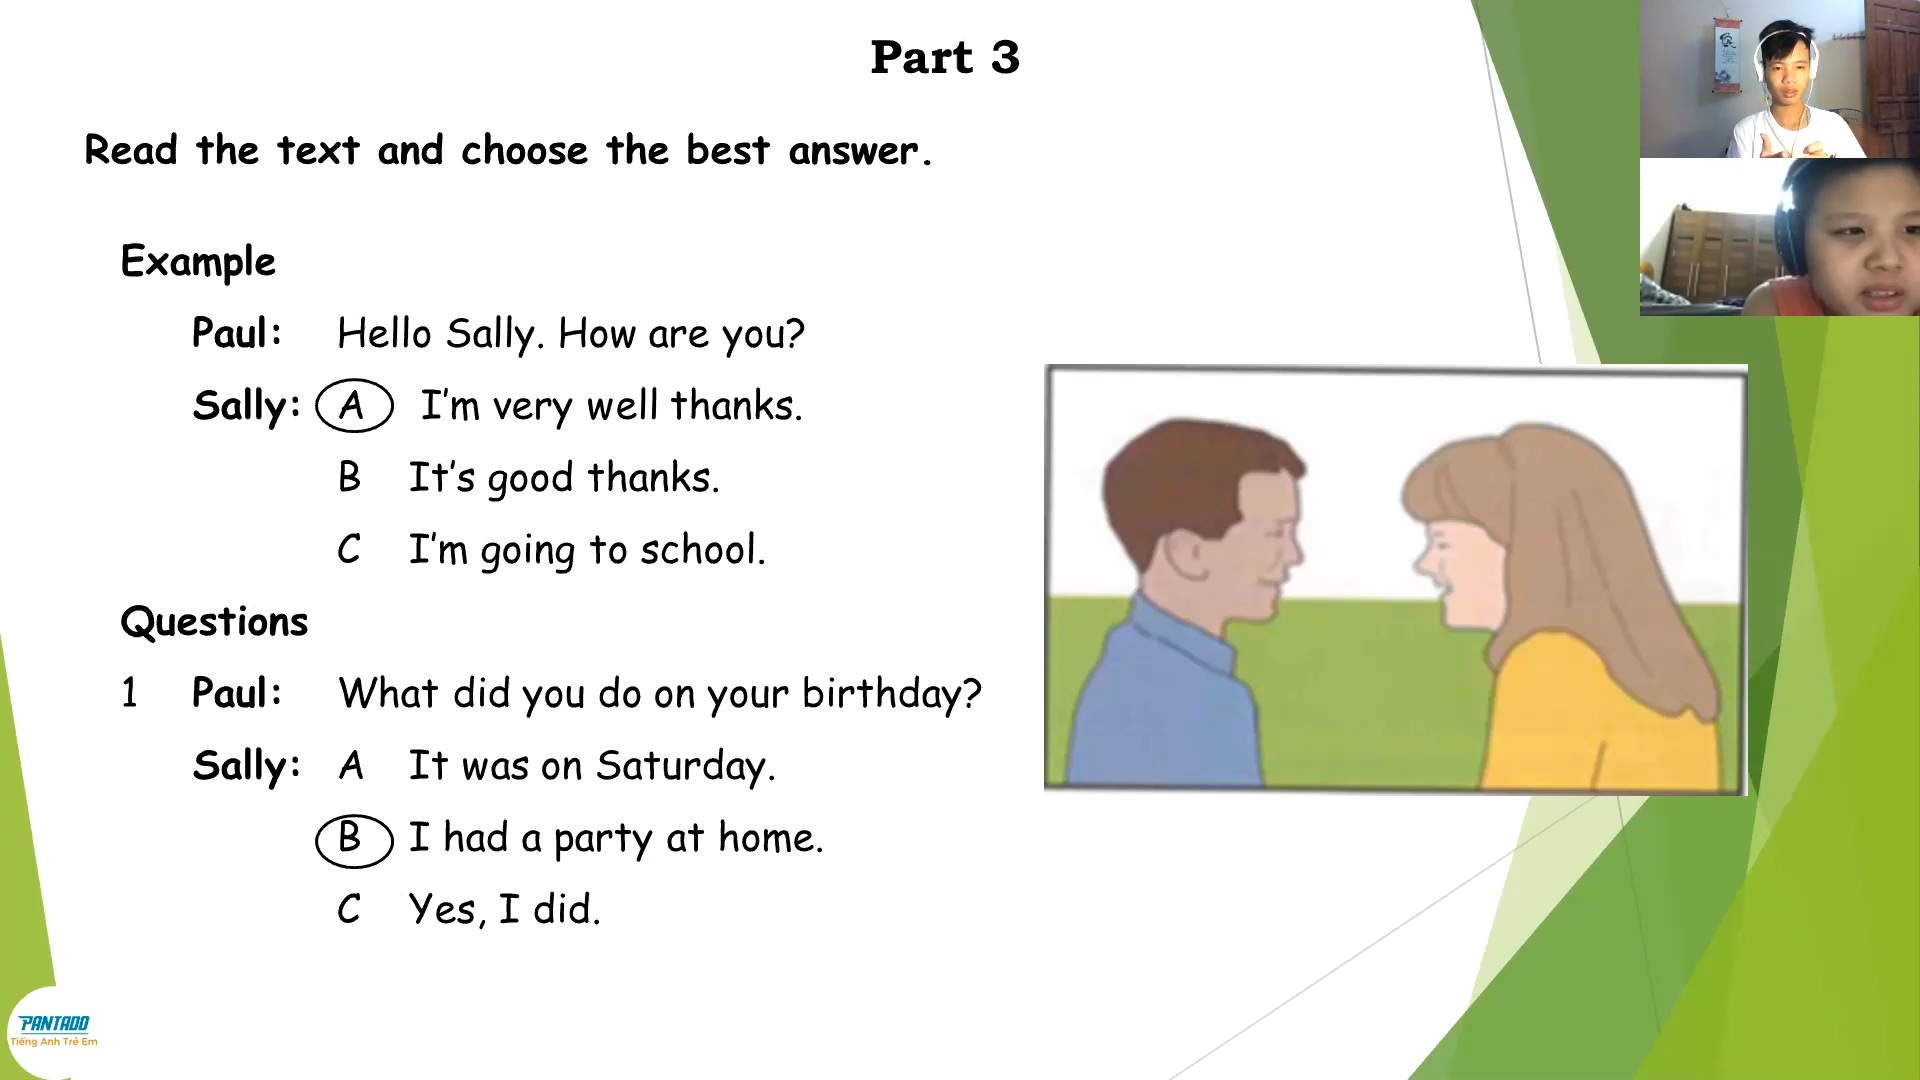 Part 3
Read the text and choose the best answer.
Example
Paul: Hello Sally. How are you?
Sally: A I’m very well thanks.
B It’s good thanks.
C I’m going to school.
Questions
1 Paul: What did you do on your birthday?
Sally: A It was on Saturday.
B I had a party at home.
C Yes, I did.
PANTADO
Tiếng Anh Trẻ Em